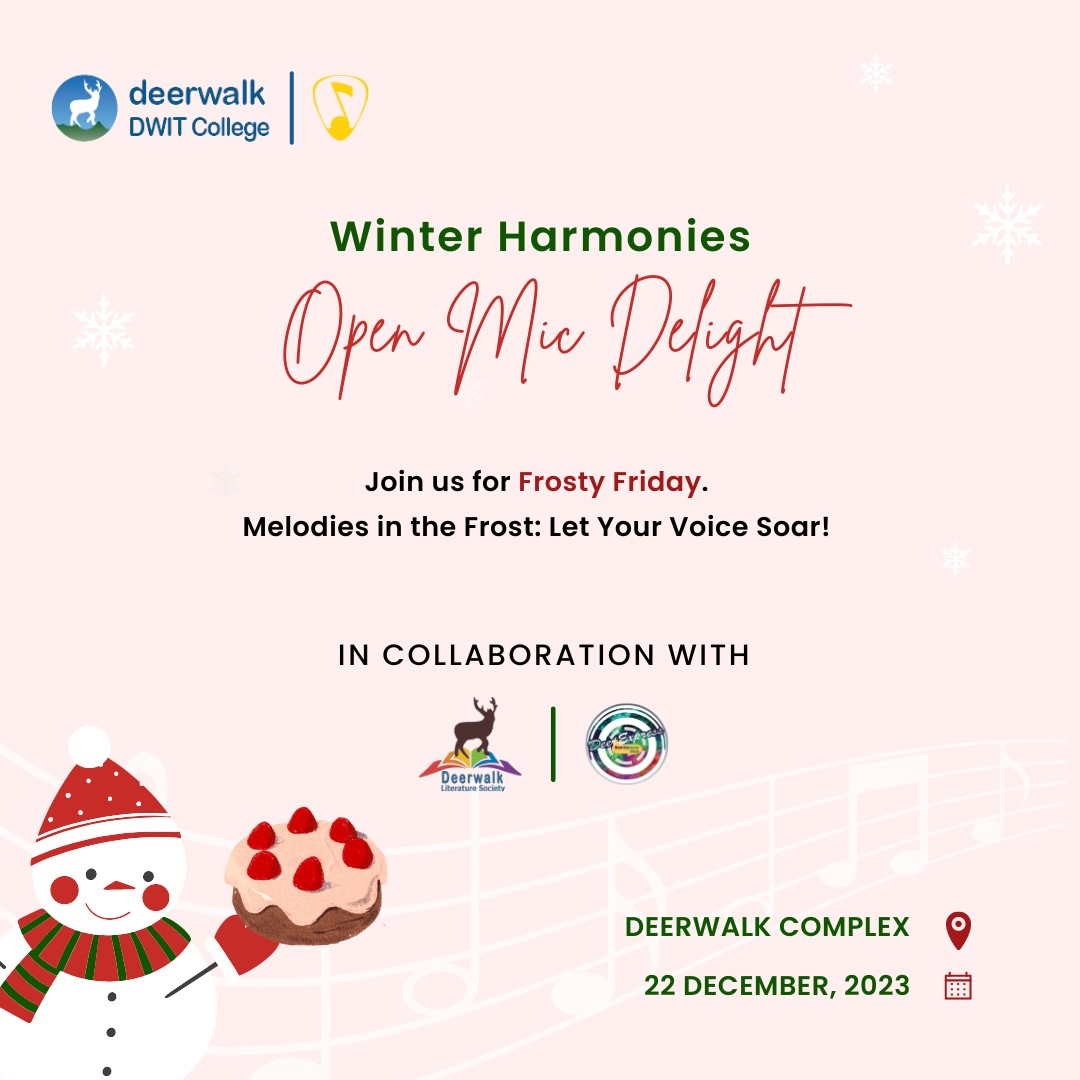 deerwalk
DWIT College
Winter Harmonies
Open Mic Delight
Join us for Frosty Friday.
Melodies in the Frost: Let Your Voice Soar!
IN COLLABORATION WITH
Deerwalk
Literature Society
DeerExpress
DEERWALK COMPLEX
22 DECEMBER, 2023